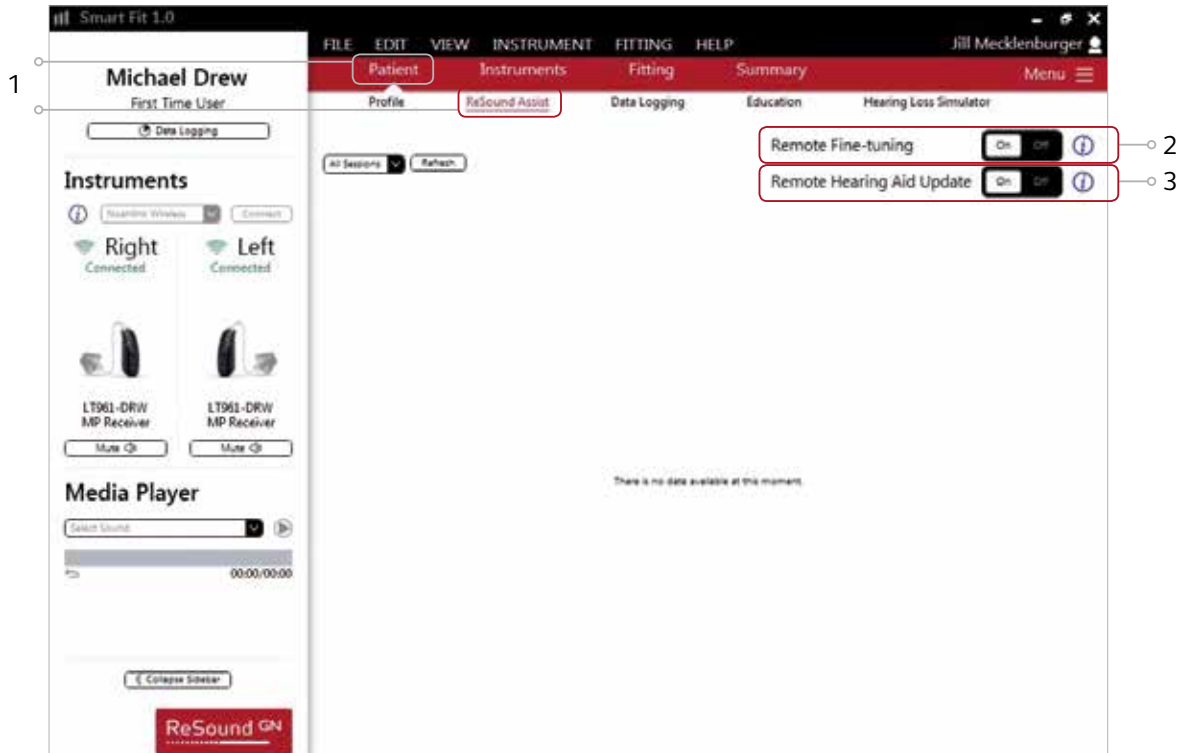 Smart Fit 1.0
FILE EDIT VIEW INSTRUMENT FITTING HELP
Jill Mecklenburger
1
Michael Drew
First Time User
Data Logging
Patient Instruments Fitting Summary
Menu
Profile ReSound Assist Data Logging Education Hearing Loss Simulator
All Sessions Refresh
Remote Fine-tuning On Off 2
Remote Hearing Aid Update On Off 3
Instruments
Noahlink Wireless Connect
Right Left
Connected Connected
LT961-DRW LT961-DRW
MP Receiver MP Receiver
Mute Mute
There is no data available at this moment.
Media Player
Select Sound
00:00/00:00
Collapse Sidebar
ReSound GN